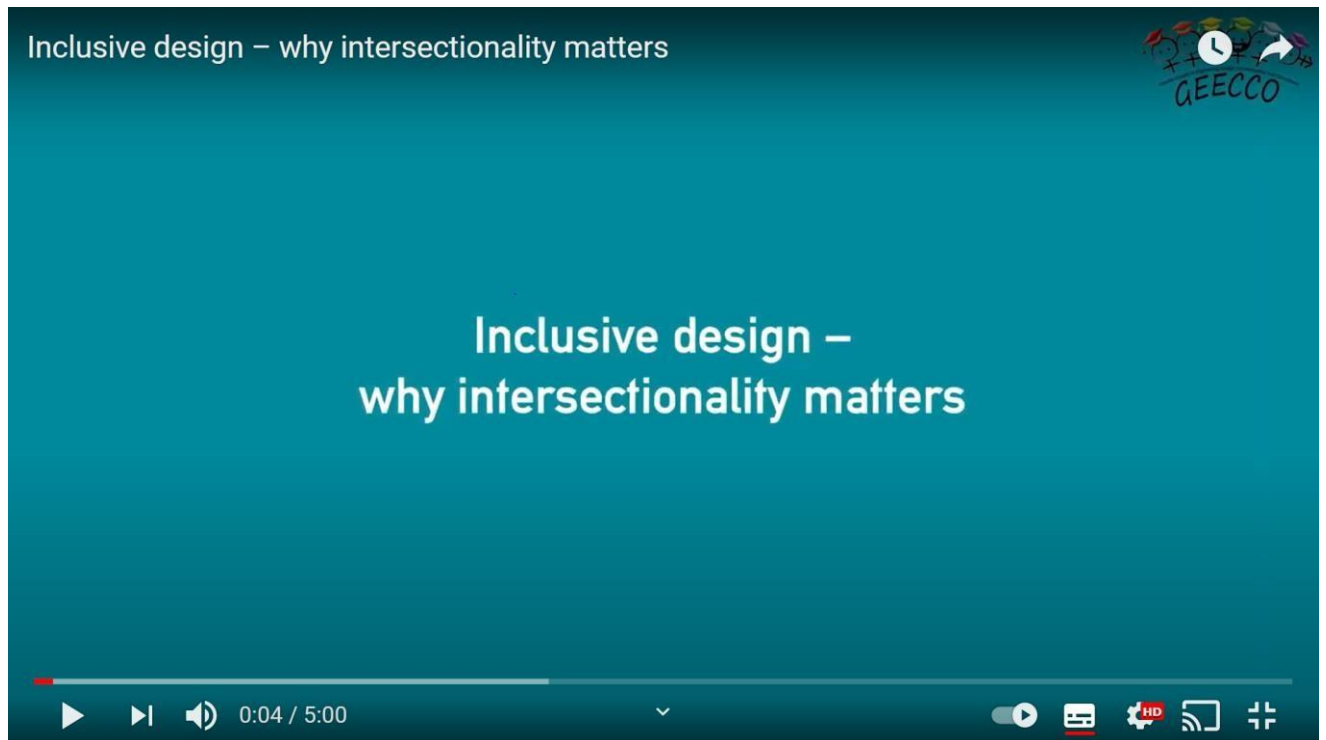 Inclusive design – why intersectionality matters
GEECCO
Inclusive design –
why intersectionality matters
0:04 / 5:00
HD